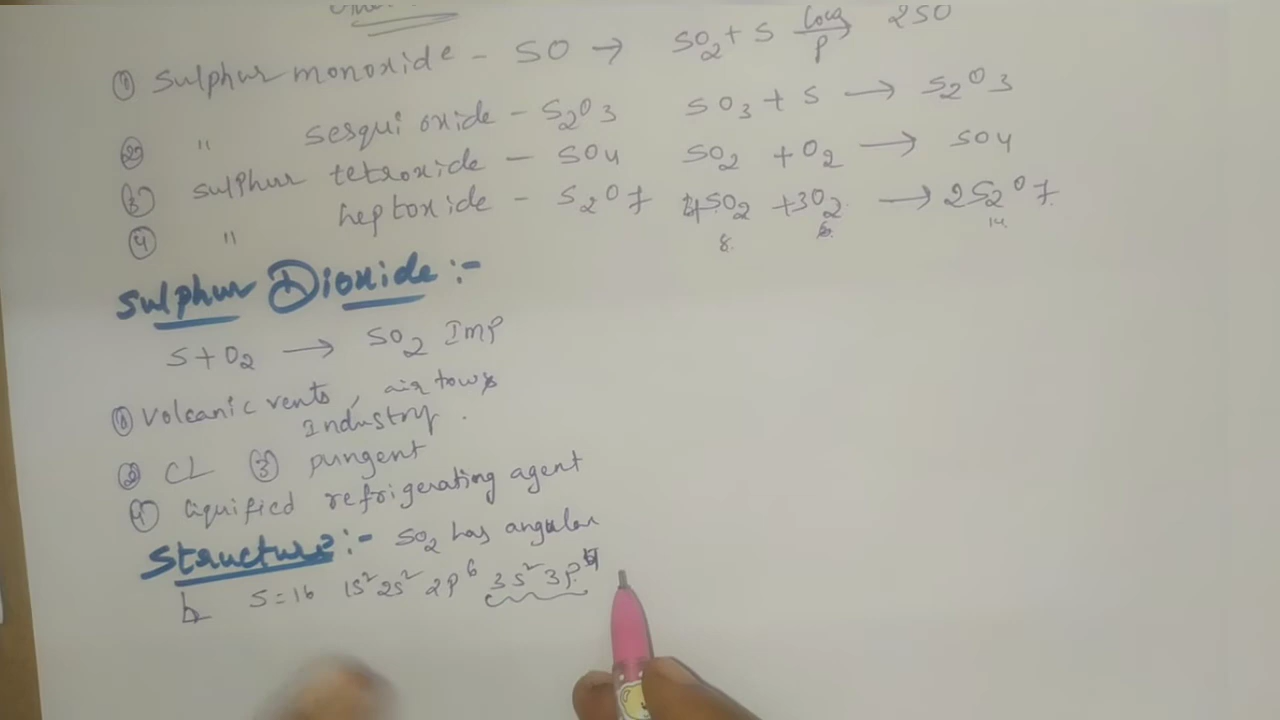 ① Sulphur monoxide - SO → SO₂ + S → 2SO
② " sesqui oxide - S₂O₃ SO₃ + S → S₂O₃
③ Sulphur tetroxide - SO₄ SO₂ + O₂ → SO₄
④ " heptoxide - S₂O₇ 4SO₂ + 3O₂ → 2S₂O₇
8 6 14
Sulphur Dioxide :-
S + O₂ → SO₂ Imp
① Volcanic vents, air
Industry.
② CL ③ pungent
④ liquified refrigerating agent
Structure :- SO₂ has angular
S = 16 1s² 2s² 2p⁶ 3s² 3p⁴